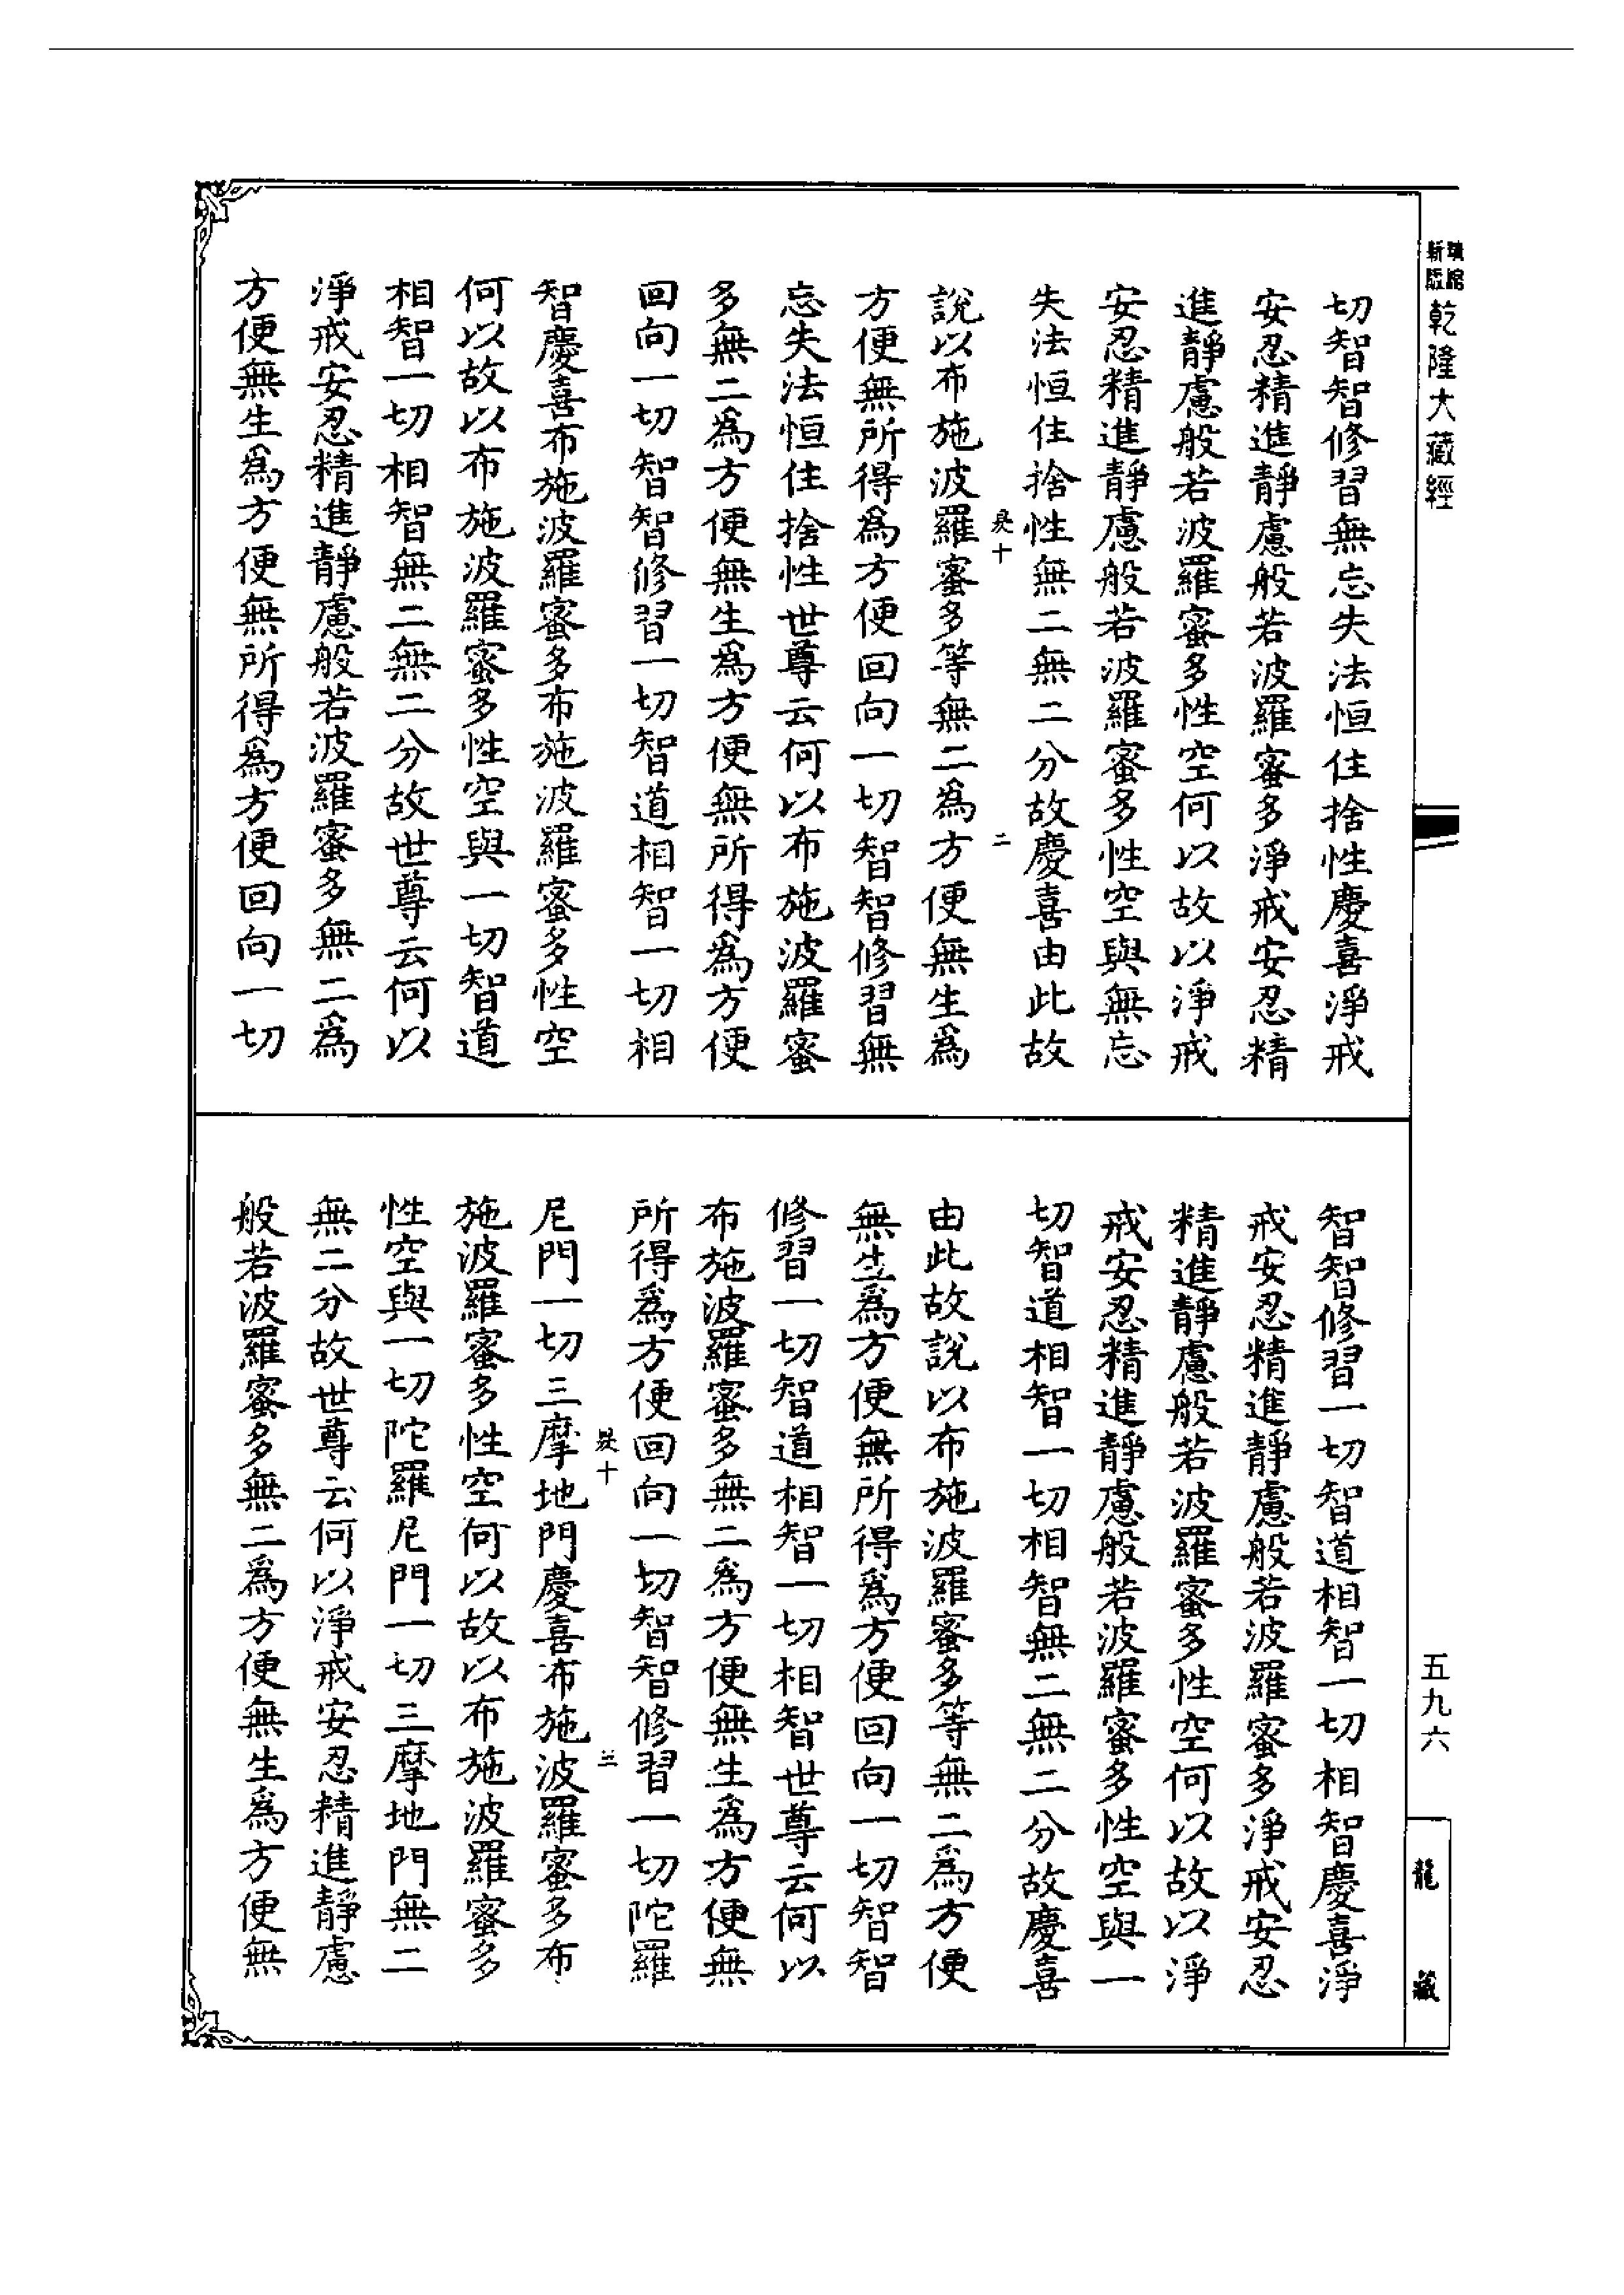 乾隆大藏經
切智智修習無忘失法恒住捨性慶喜淨戒
安忍精進靜慮般若波羅蜜多淨戒安忍精
進靜慮般若波羅蜜多性空何以故以淨戒
安忍精進靜慮般若波羅蜜多性空與無忘
失法恒住捨性無二無二分故慶喜由此故
說以布施波羅蜜多等無二為方便無生爲
方便無所得爲方便回向一切智智修習無
忘失法恒住捨性世尊云何以布施波羅蜜
多無二爲方便無生爲方便無所得爲方便
回向一切智智修習一切智道相智一切相
智慶喜布施波羅蜜多布施波羅蜜多性空
何以故以布施波羅蜜多性空與一切智道
相智一切相智無二無二分故世尊云何以
淨戒安忍精進靜慮般若波羅蜜多無二爲
方便無生爲方便無所得爲方便回向一切
智智修習一切智道相智一切相智慶喜淨
戒安忍精進靜慮般若波羅蜜多淨戒安忍
精進靜慮般若波羅蜜多性空何以故以淨
戒安忍精進靜慮般若波羅蜜多性空與一
切智道相智一切相智無二無二分故慶喜
由此故說以布施波羅蜜多等無二爲方便
無生爲方便無所得爲方便回向一切智智
修習一切智道相智一切相智世尊云何以
布施波羅蜜多無二爲方便無生爲方便無
所得爲方便回向一切智智修習一切陀羅
尼門一切三摩地門慶喜布施波羅蜜多布
施波羅蜜多性空何以故以布施波羅蜜多
性空與一切陀羅尼門一切三摩地門無二
無二分故世尊云何以淨戒安忍精進靜慮
般若波羅蜜多無二爲方便無生爲方便無
五九六
龍藏